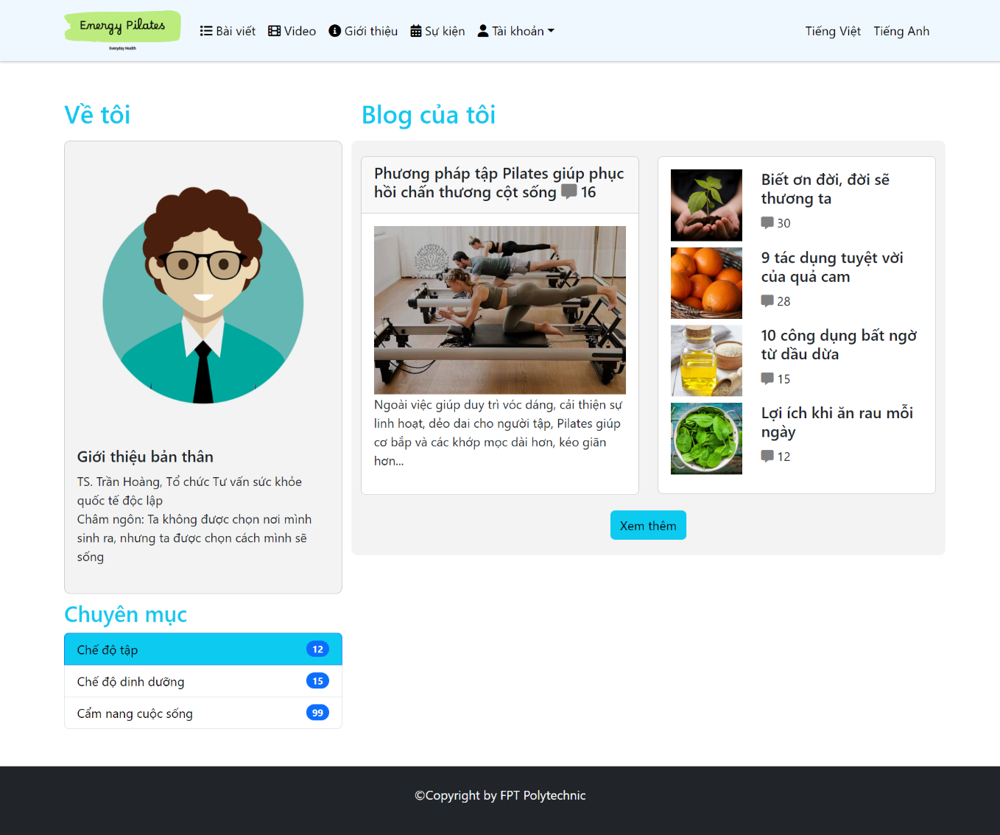 Energy Pilates
Everyday Health
Bài viết
Video
Giới thiệu
Sự kiện
Tài khoản
Tiếng Việt
Tiếng Anh
Về tôi
Giới thiệu bản thân
TS. Trần Hoàng, Tổ chức Tư vấn sức khỏe
quốc tế độc lập
Châm ngôn: Ta không được chọn nơi mình
sinh ra, nhưng ta được chọn cách mình sẽ
sống
Chuyên mục
Chế độ tập 12
Chế độ dinh dưỡng 15
Cẩm nang cuộc sống 99
Blog của tôi
Phương pháp tập Pilates giúp phục
hồi chấn thương cột sống 16
Ngoài việc giúp duy trì vóc dáng, cải thiện sự
linh hoạt, dẻo dai cho người tập, Pilates giúp
cơ bắp và các khớp mọc dài hơn, kéo giãn
hơn...
Biết ơn đời, đời sẽ
thương ta
30
9 tác dụng tuyệt vời
của quả cam
28
10 công dụng bất ngờ
từ dầu dừa
15
Lợi ích khi ăn rau mỗi
ngày
12
Xem thêm
©Copyright by FPT Polytechnic